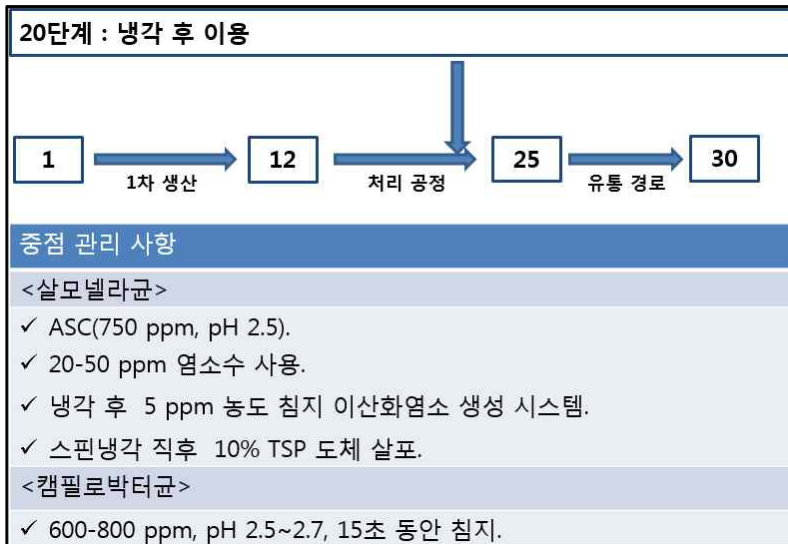 20단계 : 냉각 후 이용
1
12
25
30
1차 생산
처리 공정
유통 경로
중점 관리 사항
<살모넬라균>
✓ ASC(750 ppm, pH 2.5).
✓ 20-50 ppm 염소수 사용.
✓ 냉각 후 5 ppm 농도 침지 이산화염소 생성 시스템.
✓ 스핀냉각 직후 10% TSP 도체 살포.
<캠필로박터균>
✓ 600-800 ppm, pH 2.5~2.7, 15초 동안 침지.